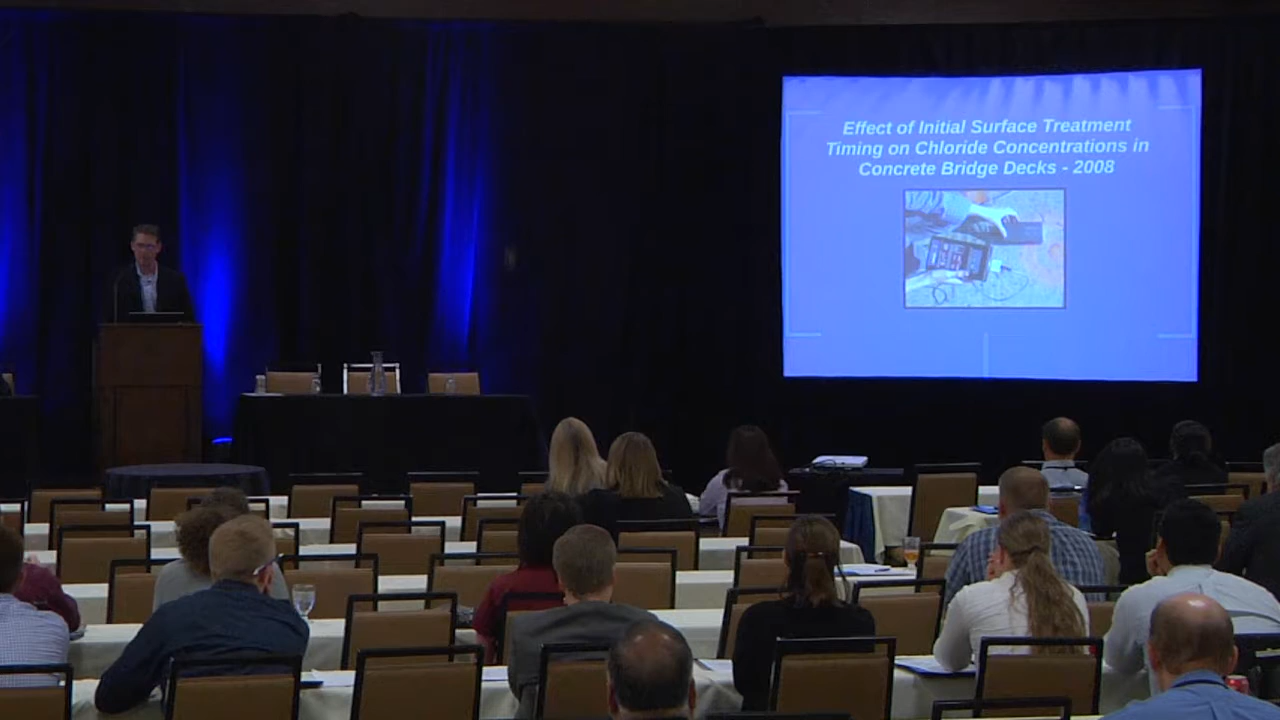 Effect of Initial Surface Treatment
Timing on Chloride Concentrations in
Concrete Bridge Decks - 2008